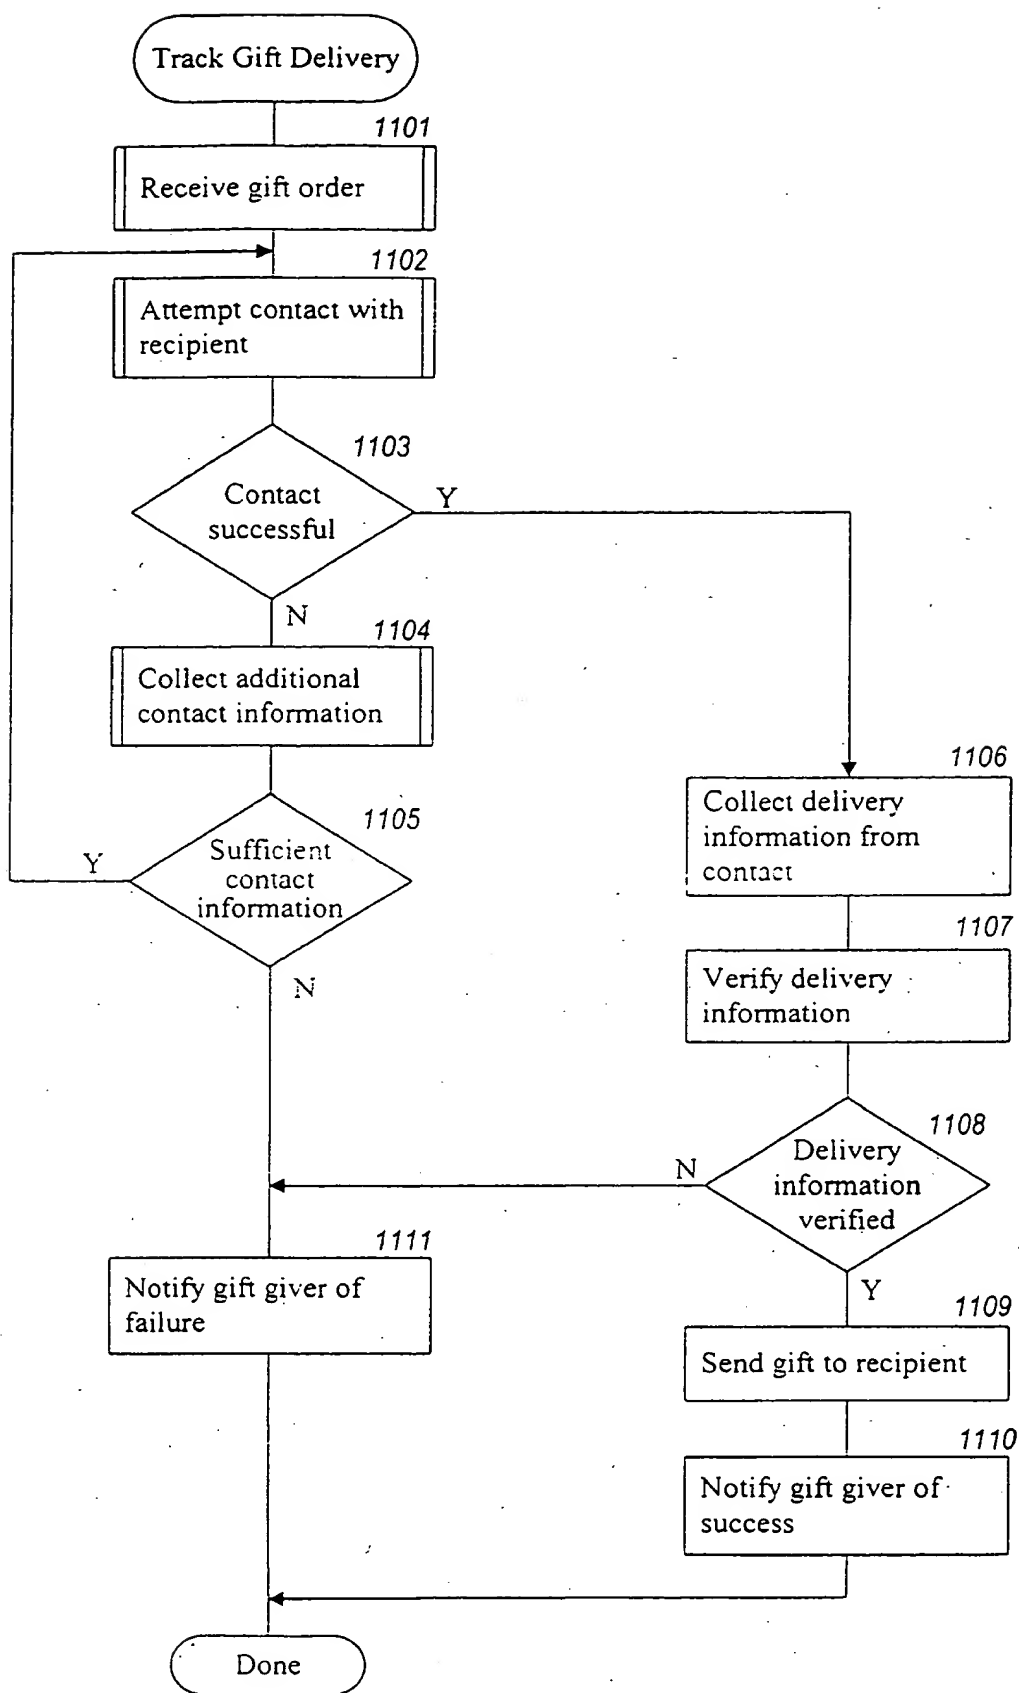 Track Gift Delivery
1101
Receive gift order
1102
Attempt contact with
recipient
1103
Contact
successful
Y
N
1104
Collect additional
contact information
1105
Sufficient
contact
information
Y
N
1106
Collect delivery
information from
contact
1107
Verify delivery
information
1108
Delivery
information
verified
N
Y
1111
Notify gift giver of
failure
1109
Send gift to recipient
1110
Notify gift giver of
success
Done